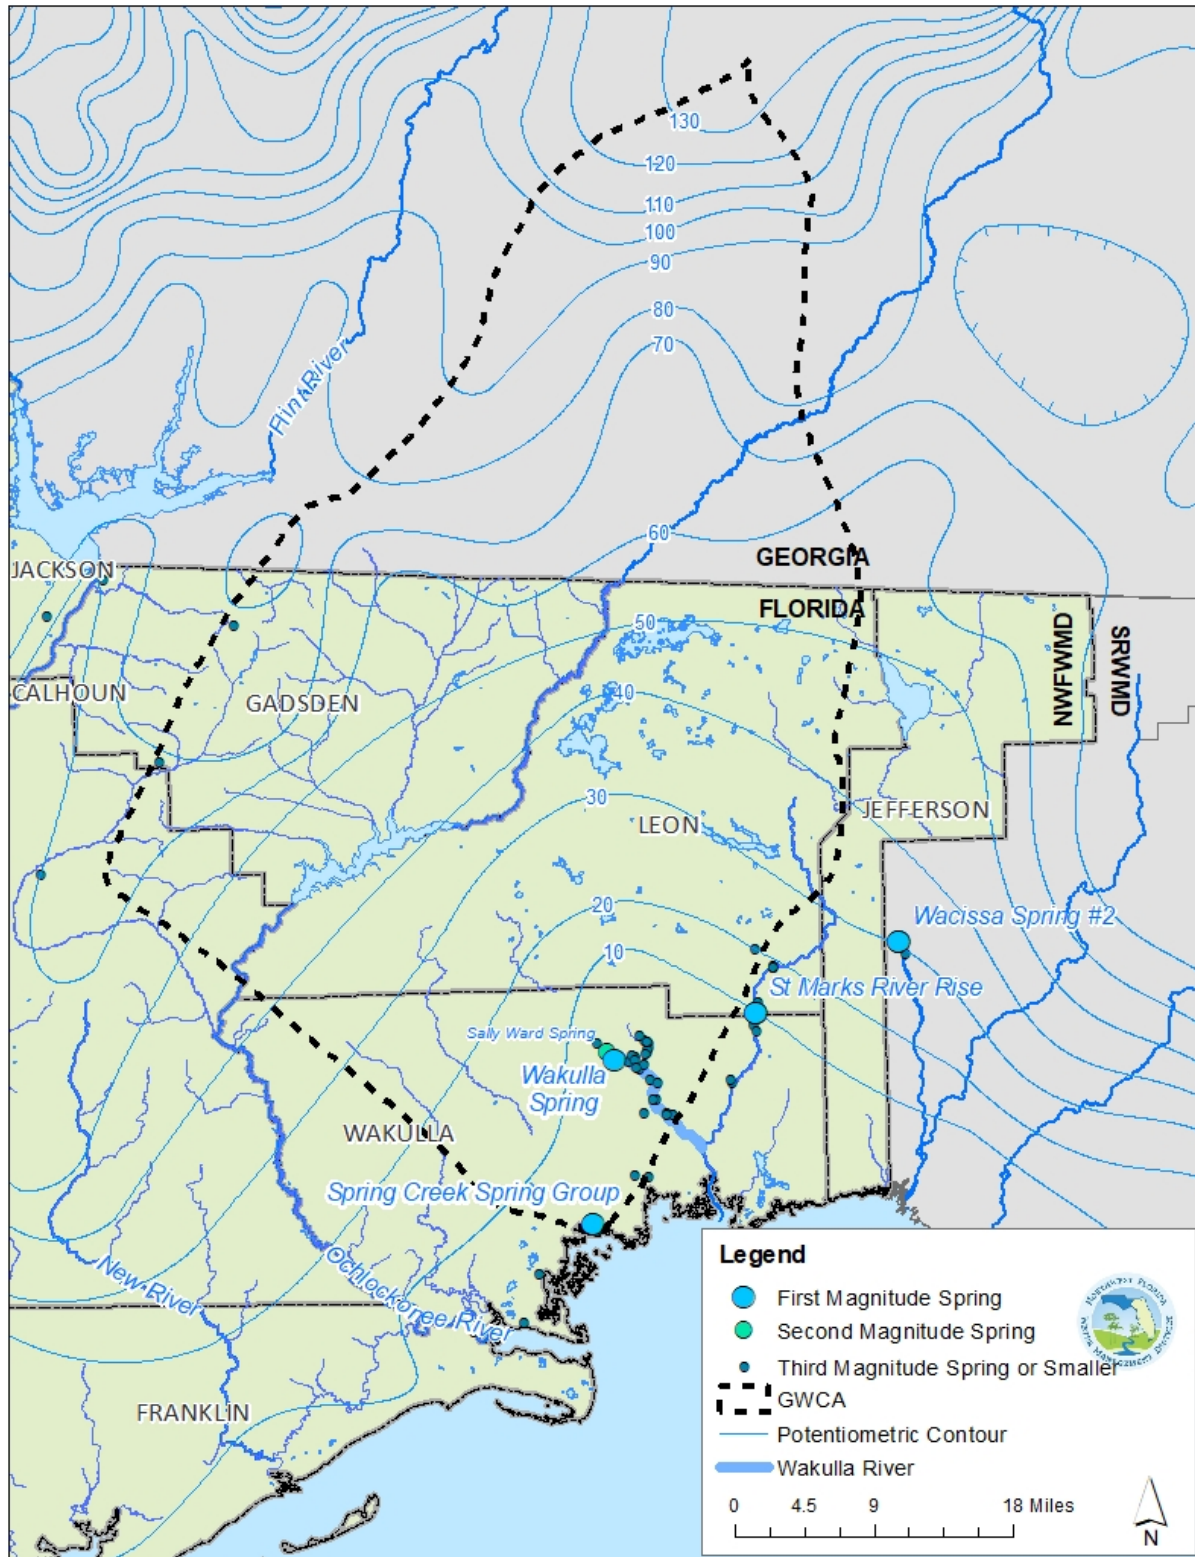 130
120
110
100
90
80
70
Flint River
60
GEORGIA
JACKSON
FLORIDA
50
NWFWMD
SRWMD
CALHOUN
GADSDEN
40
30
LEON
JEFFERSON
20
Wacissa Spring #2
10
St Marks River Rise
Sally Ward Spring
Wakulla
Spring
WAKULLA
Spring Creek Spring Group
New River
Ochlockonee River
FRANKLIN
Legend
First Magnitude Spring
Second Magnitude Spring
Third Magnitude Spring or Smaller
GWCA
Potentiometric Contour
Wakulla River
0 4.5 9 18 Miles
N